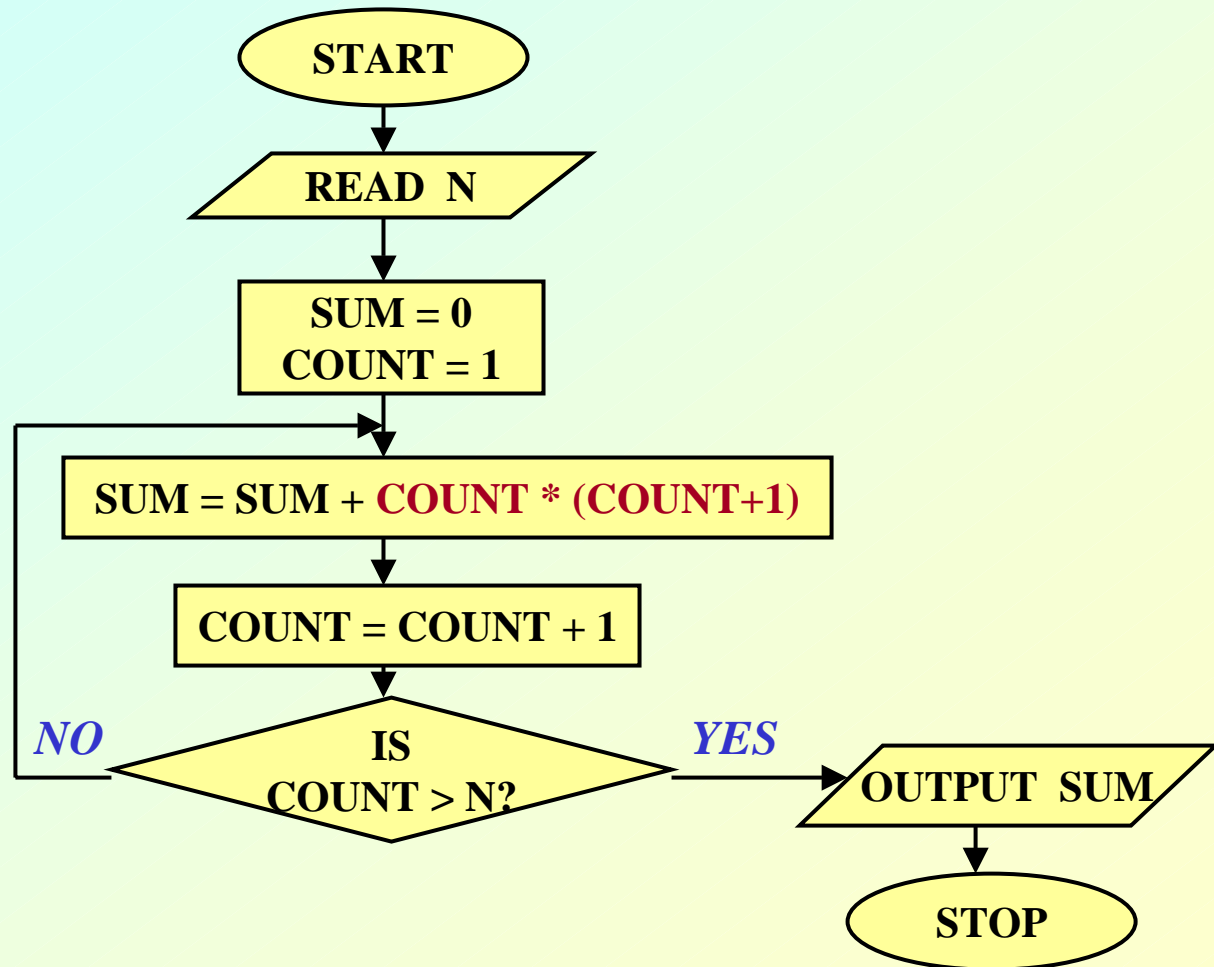 START
READ N
SUM = 0
COUNT = 1
SUM = SUM + COUNT * (COUNT+1)
COUNT = COUNT + 1
IS
COUNT > N?
NO
YES
OUTPUT SUM
STOP